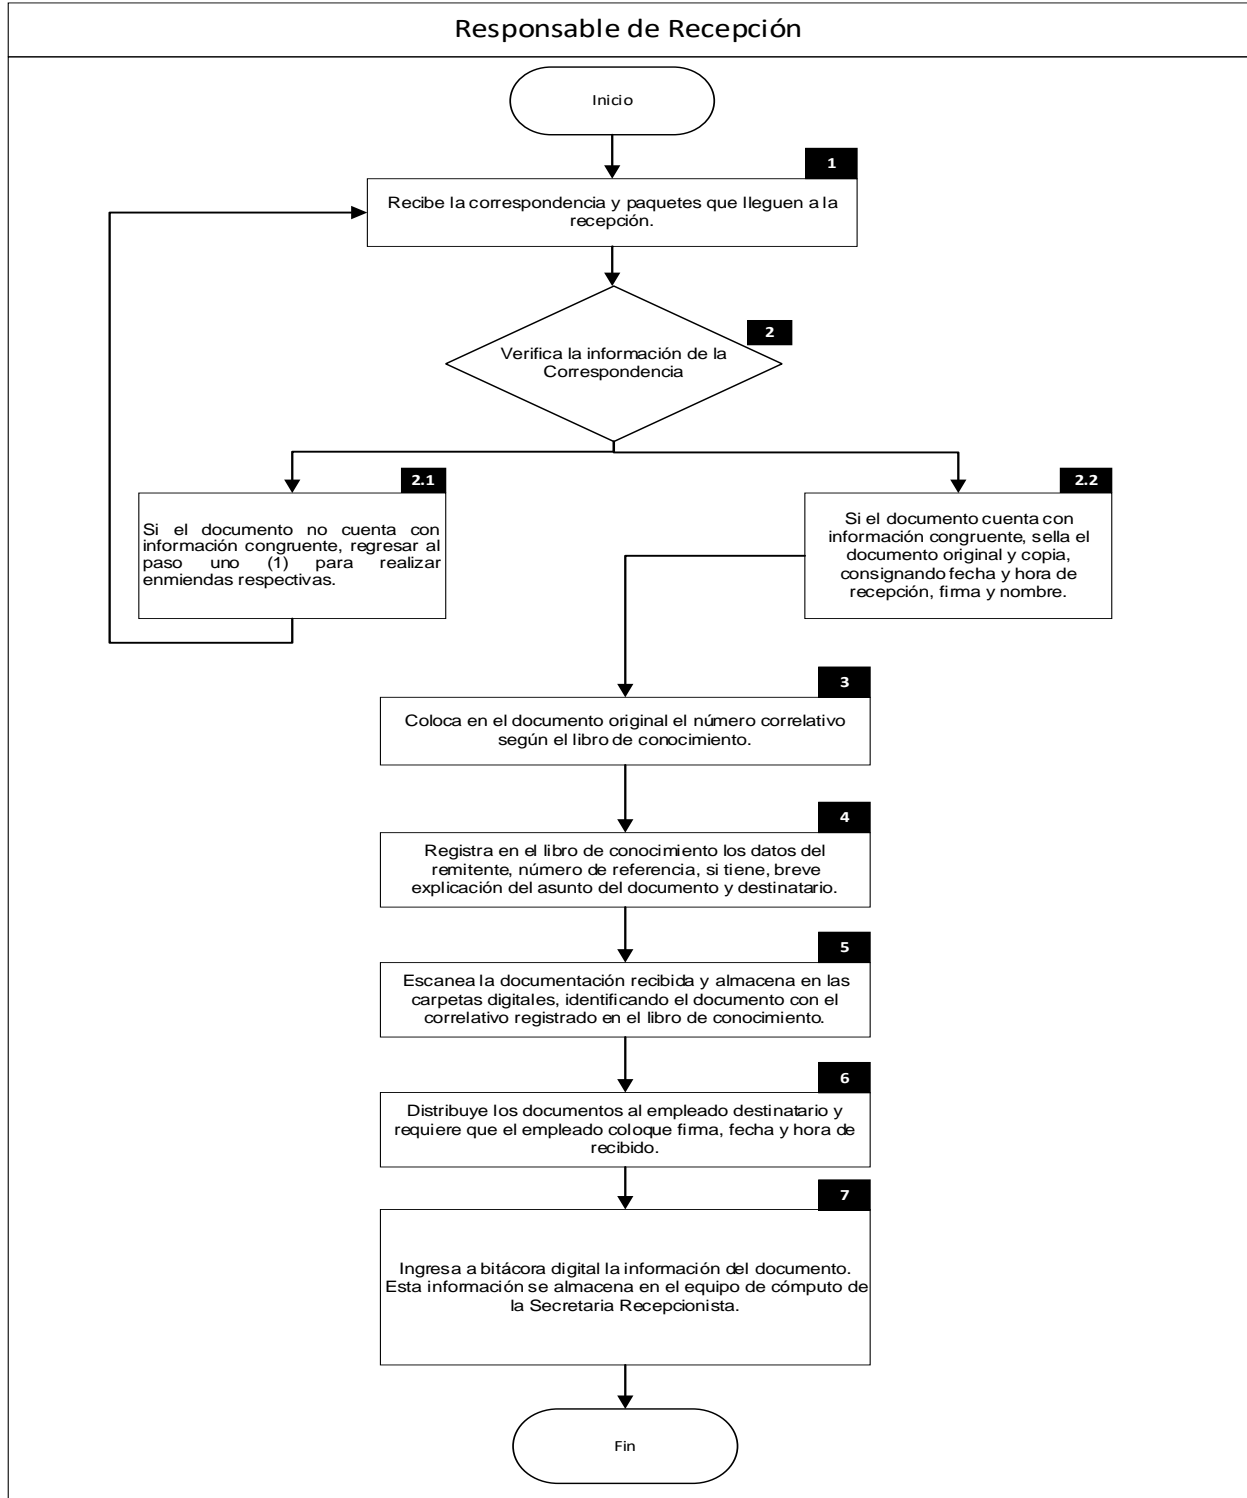 Responsable de Recepción
Inicio
1
Recibe la correspondencia y paquetes que lleguen a la
recepción.
2
Verifica la información de la
Correspondencia
2.1
Si el documento no cuenta con
información congruente, regresar al
paso uno (1) para realizar
enmiendas respectivas.
2.2
Si el documento cuenta con
información congruente, sella el
documento original y copia,
consignando fecha y hora de
recepción, firma y nombre.
3
Coloca en el documento original el número correlativo
según el libro de conocimiento.
4
Registra en el libro de conocimiento los datos del
remitente, número de referencia, si tiene, breve
explicación del asunto del documento y destinatario.
5
Escanea la documentación recibida y almacena en las
carpetas digitales, identificando el documento con el
correlativo registrado en el libro de conocimiento.
6
Distribuye los documentos al empleado destinatario y
requiere que el empleado coloque firma, fecha y hora de
recibido.
7
Ingresa a bitácora digital la información del documento.
Esta información se almacena en el equipo de cómputo de
la Secretaria Recepcionista.
Fin